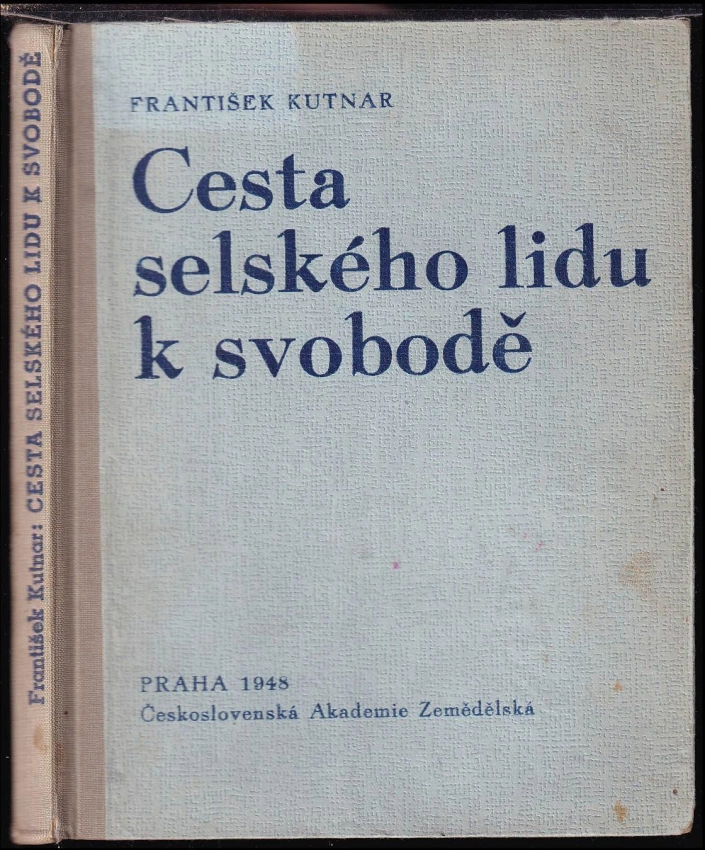 František Kutnar: CESTA SELSKÉHO LIDU K SVOBODĚ
FRANTIŠEK KUTNAR
Cesta
selského lidu
k svobodě
PRAHA 1948
Československá Akademie Zemědělská